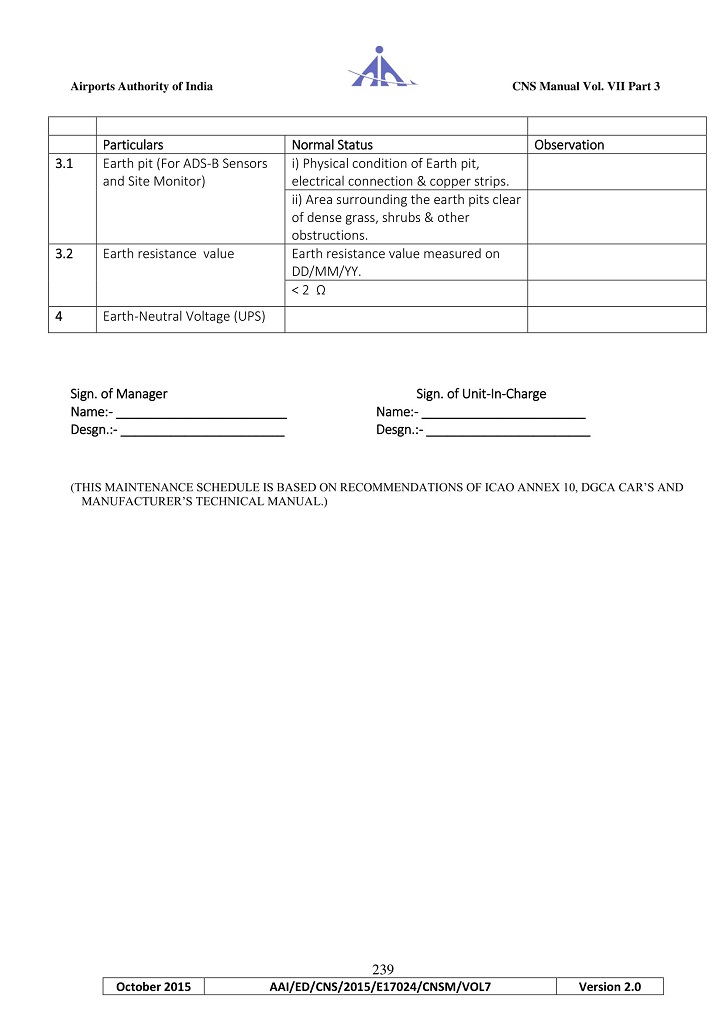 Airports Authority of India
CNS Manual Vol. VII Part 3
Particulars
Normal Status
Observation
3.1
Earth pit (For ADS-B Sensors
and Site Monitor)
i) Physical condition of Earth pit,
electrical connection & copper strips.
ii) Area surrounding the earth pits clear
of dense grass, shrubs & other
obstructions.
3.2
Earth resistance value
Earth resistance value measured on
DD/MM/YY.
< 2 Ω
4
Earth-Neutral Voltage (UPS)
Sign. of Manager
Sign. of Unit-In-Charge
Name:- ________________________
Name:- _______________________
Desgn.:- _______________________
Desgn.:- _______________________
(THIS MAINTENANCE SCHEDULE IS BASED ON RECOMMENDATIONS OF ICAO ANNEX 10, DGCA CAR’S AND
MANUFACTURER’S TECHNICAL MANUAL.)
239
October 2015
AAI/ED/CNS/2015/E17024/CNSM/VOL7
Version 2.0